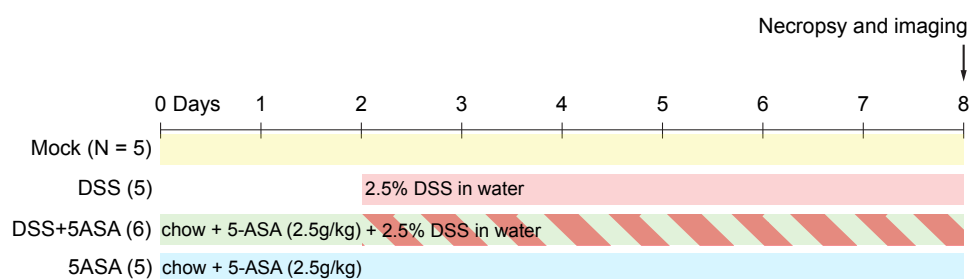 Necropsy and imaging
0 Days 1 2 3 4 5 6 7 8
Mock (N = 5)
DSS (5) 2.5% DSS in water
DSS+5ASA (6) chow + 5-ASA (2.5g/kg) + 2.5% DSS in water
5ASA (5) chow + 5-ASA (2.5g/kg)